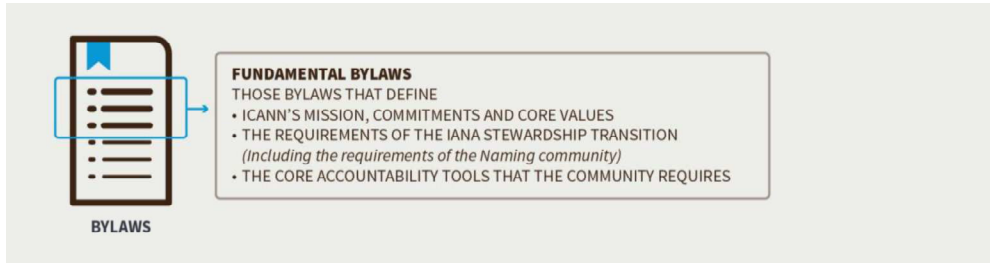 FUNDAMENTAL BYLAWS
THOSE BYLAWS THAT DEFINE
• ICANN'S MISSION, COMMITMENTS AND CORE VALUES
• THE REQUIREMENTS OF THE IANA STEWARDSHIP TRANSITION
(Including the requirements of the Naming community)
• THE CORE ACCOUNTABILITY TOOLS THAT THE COMMUNITY REQUIRES
BYLAWS